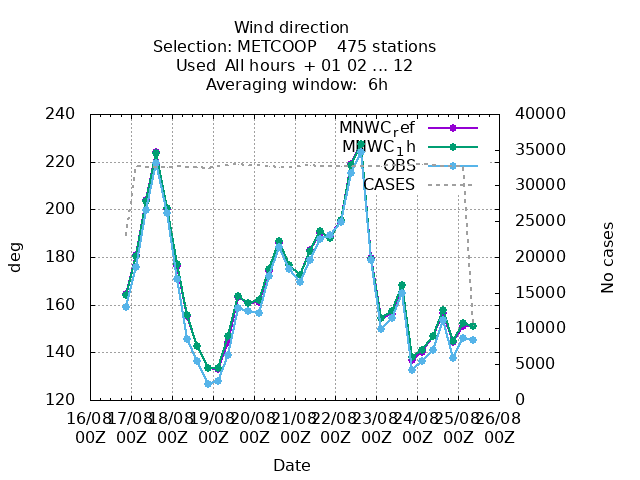 Wind direction
Selection: METCOOP 475 stations
Used All hours + 01 02 ... 12
Averaging window: 6h
240
220
200
180
160
140
120
deg
40000
35000
30000
25000
20000
15000
10000
5000
0
No cases
MNWC_ref
MNWC_1h
OBS
CASES
16/08 17/08 18/08 19/08 20/08 21/08 22/08 23/08 24/08 25/08 26/08
00Z 00Z 00Z 00Z 00Z 00Z 00Z 00Z 00Z 00Z 00Z
Date